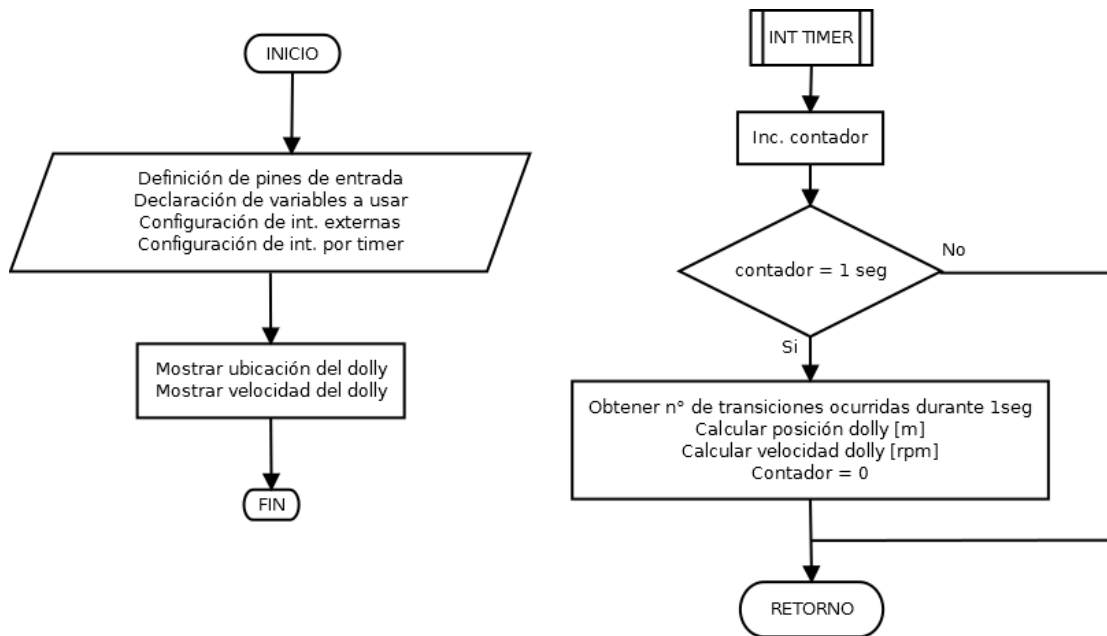 INICIO
Definición de pines de entrada
Declaración de variables a usar
Configuración de int. externas
Configuración de int. por timer
Mostrar ubicación del dolly
Mostrar velocidad del dolly
FIN
INT TIMER
Inc. contador
contador = 1 seg
No
Si
Obtener n° de transiciones ocurridas durante 1seg
Calcular posición dolly [m]
Calcular velocidad dolly [rpm]
Contador = 0
RETORNO